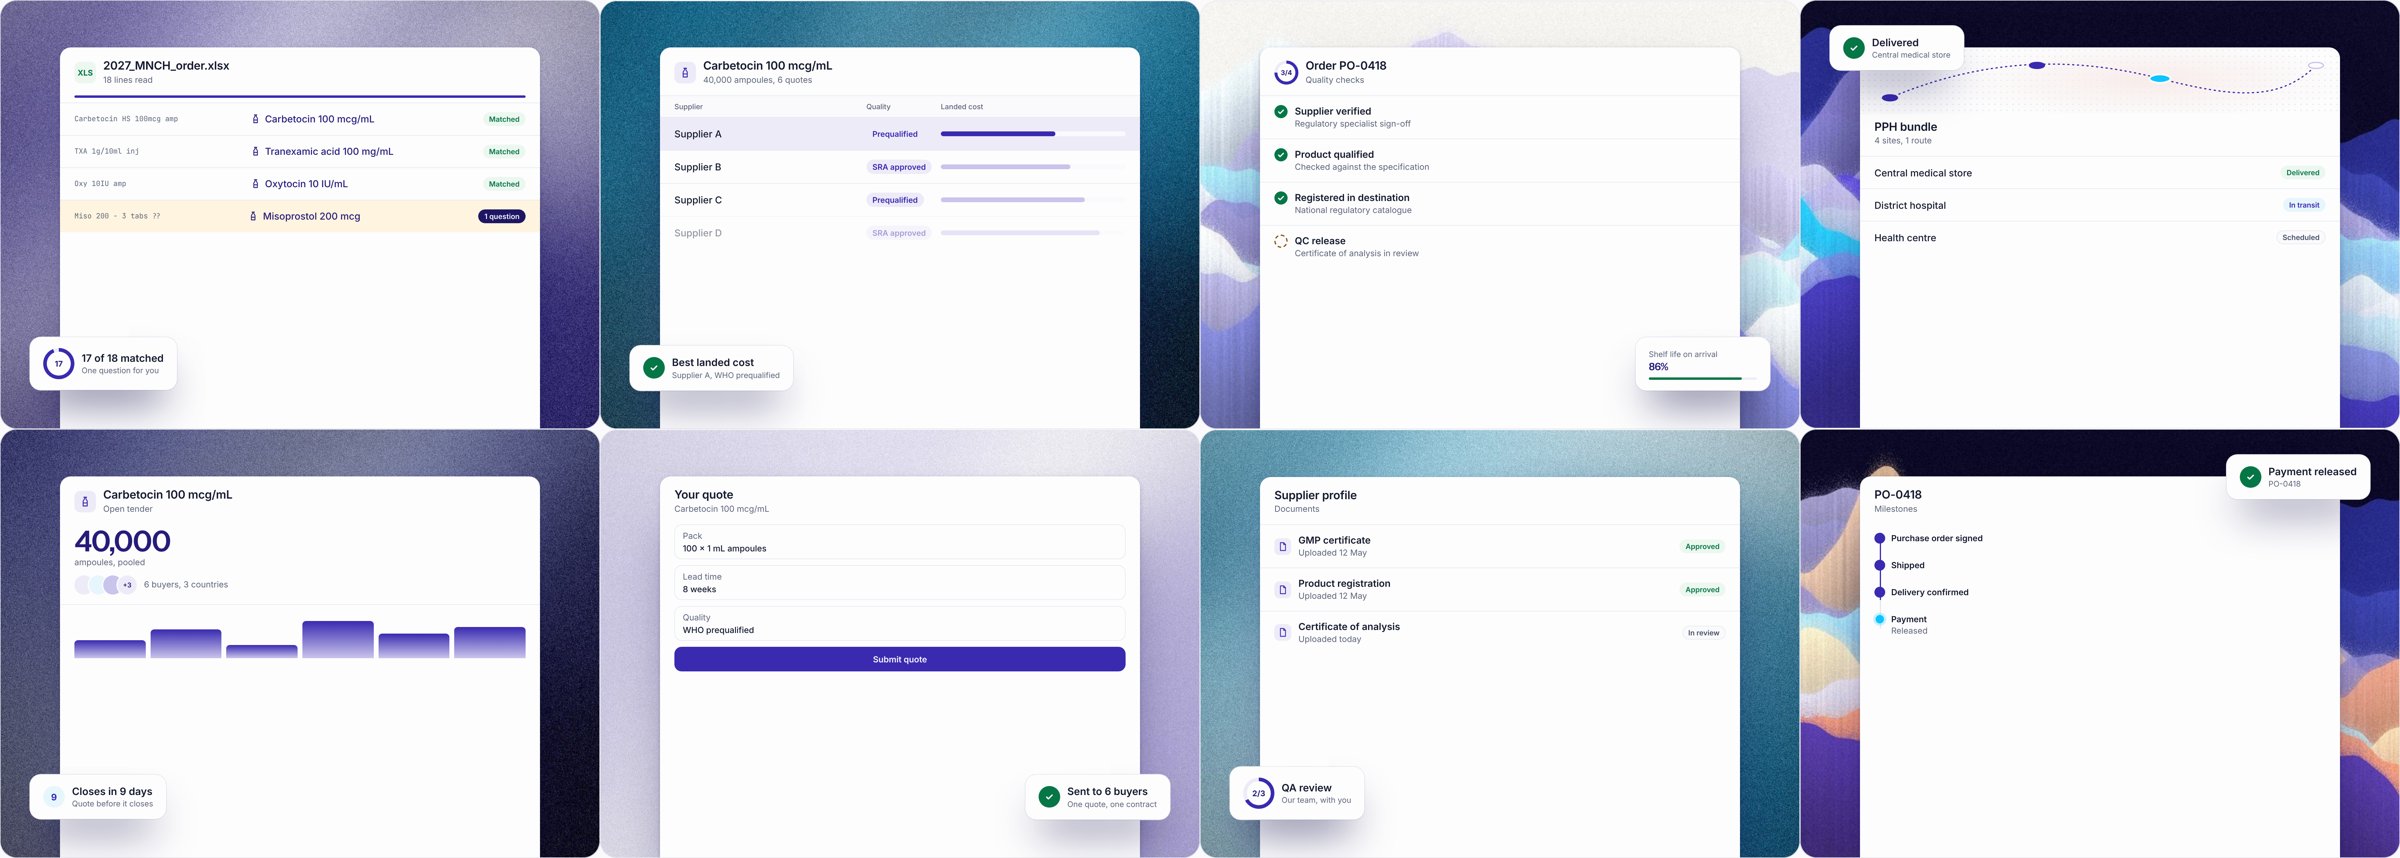 XLS
2027_MNCH_order.xlsx
18 lines read
Carbetocin HS 100mcg amp
Carbetocin 100 mcg/mL
Matched
TXA 1g/10ml inj
Tranexamic acid 100 mg/mL
Matched
Oxy 10IU amp
Oxytocin 10 IU/mL
Matched
Miso 200 - 3 tabs ??
Misoprostol 200 mcg
1 question
17
17 of 18 matched
One question for you
Carbetocin 100 mcg/mL
40,000 ampoules, 6 quotes
Supplier
Quality
Landed cost
Supplier A
Prequalified
Supplier B
SRA approved
Supplier C
Prequalified
Supplier D
SRA approved
Best landed cost
Supplier A, WHO prequalified
3/4
Order PO-0418
Quality checks
Supplier verified
Regulatory specialist sign-off
Product qualified
Checked against the specification
Registered in destination
National regulatory catalogue
QC release
Certificate of analysis in review
Shelf life on arrival
86%
Delivered
Central medical store
PPH bundle
4 sites, 1 route
Central medical store
Delivered
District hospital
In transit
Health centre
Scheduled
Carbetocin 100 mcg/mL
Open tender
40,000
ampoules, pooled
+3
6 buyers, 3 countries
9
Closes in 9 days
Quote before it closes
Your quote
Carbetocin 100 mcg/mL
Pack
100 × 1 mL ampoules
Lead time
8 weeks
Quality
WHO prequalified
Submit quote
Sent to 6 buyers
One quote, one contract
Supplier profile
Documents
GMP certificate
Uploaded 12 May
Approved
Product registration
Uploaded 12 May
Approved
Certificate of analysis
Uploaded today
In review
2/3
QA review
Our team, with you
Payment released
PO-0418
PO-0418
Milestones
Purchase order signed
Shipped
Delivery confirmed
Payment
Released